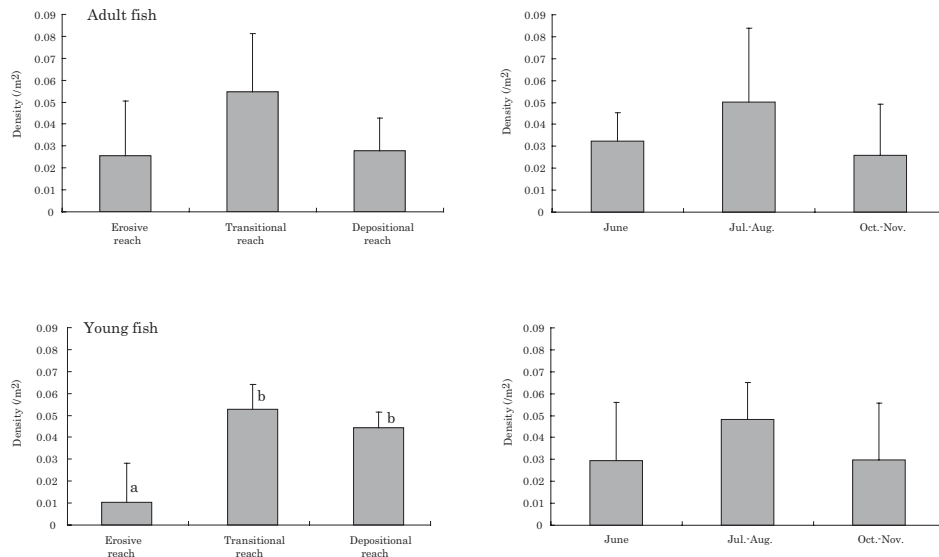 Adult fish
0.09
0.08
0.07
0.06
0.05
0.04
0.03
0.02
0.01
0
Density (/m2)
Erosive reach
Transitional reach
Depositional reach
0.09
0.08
0.07
0.06
0.05
0.04
0.03
0.02
0.01
0
Density (/m2)
June
Jul.-Aug.
Oct.-Nov.
Young fish
0.09
0.08
0.07
0.06
0.05
0.04
0.03
0.02
0.01
0
Density (/m2)
a
b
b
Erosive reach
Transitional reach
Depositional reach
0.09
0.08
0.07
0.06
0.05
0.04
0.03
0.02
0.01
0
Density (/m2)
June
Jul.-Aug.
Oct.-Nov.